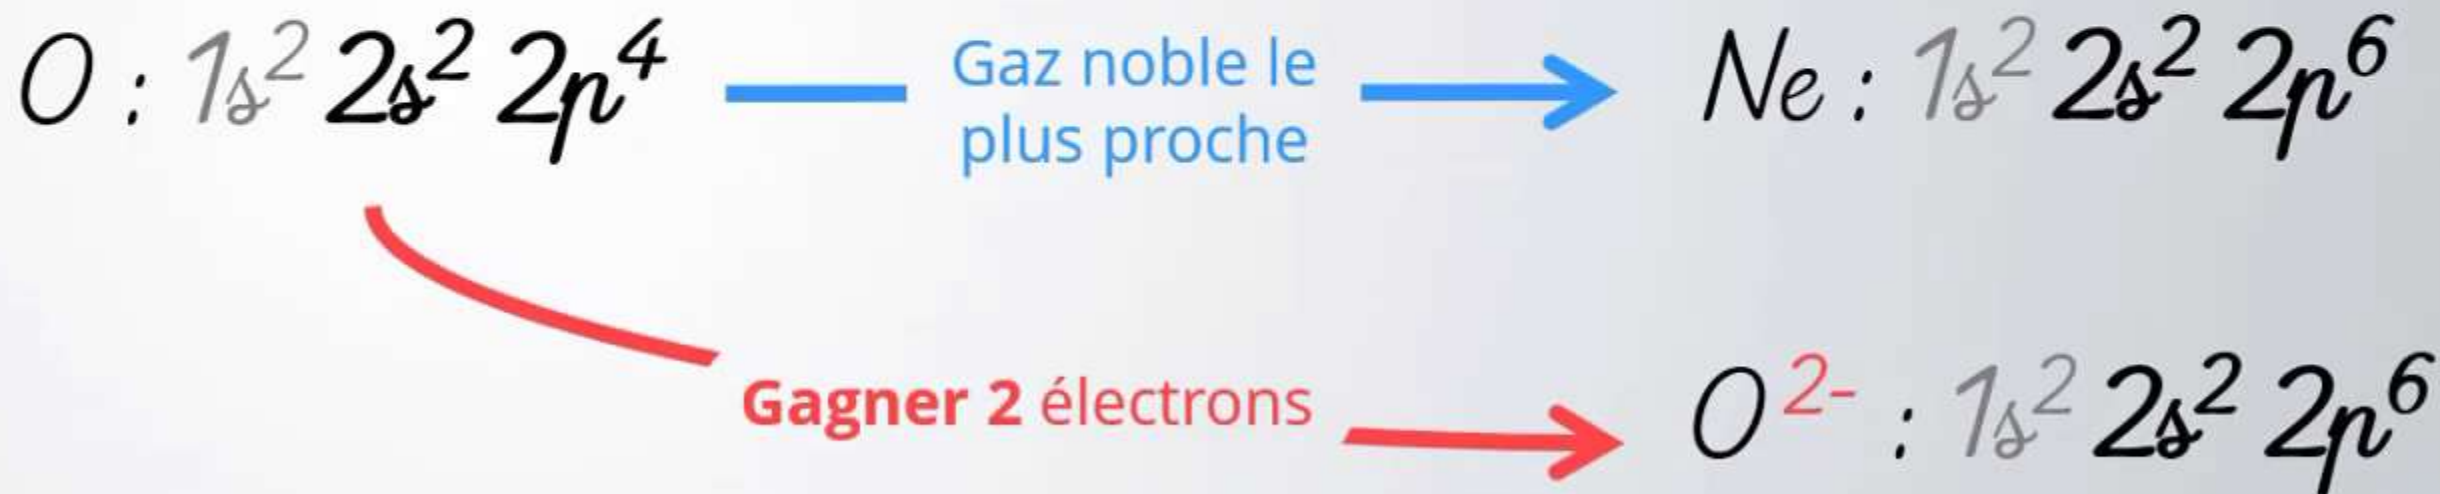 O : 1s² 2s² 2p⁴
Gaz noble le
plus proche
Ne : 1s² 2s² 2p⁶
Gagner 2 électrons
O²⁻ : 1s² 2s² 2p⁶